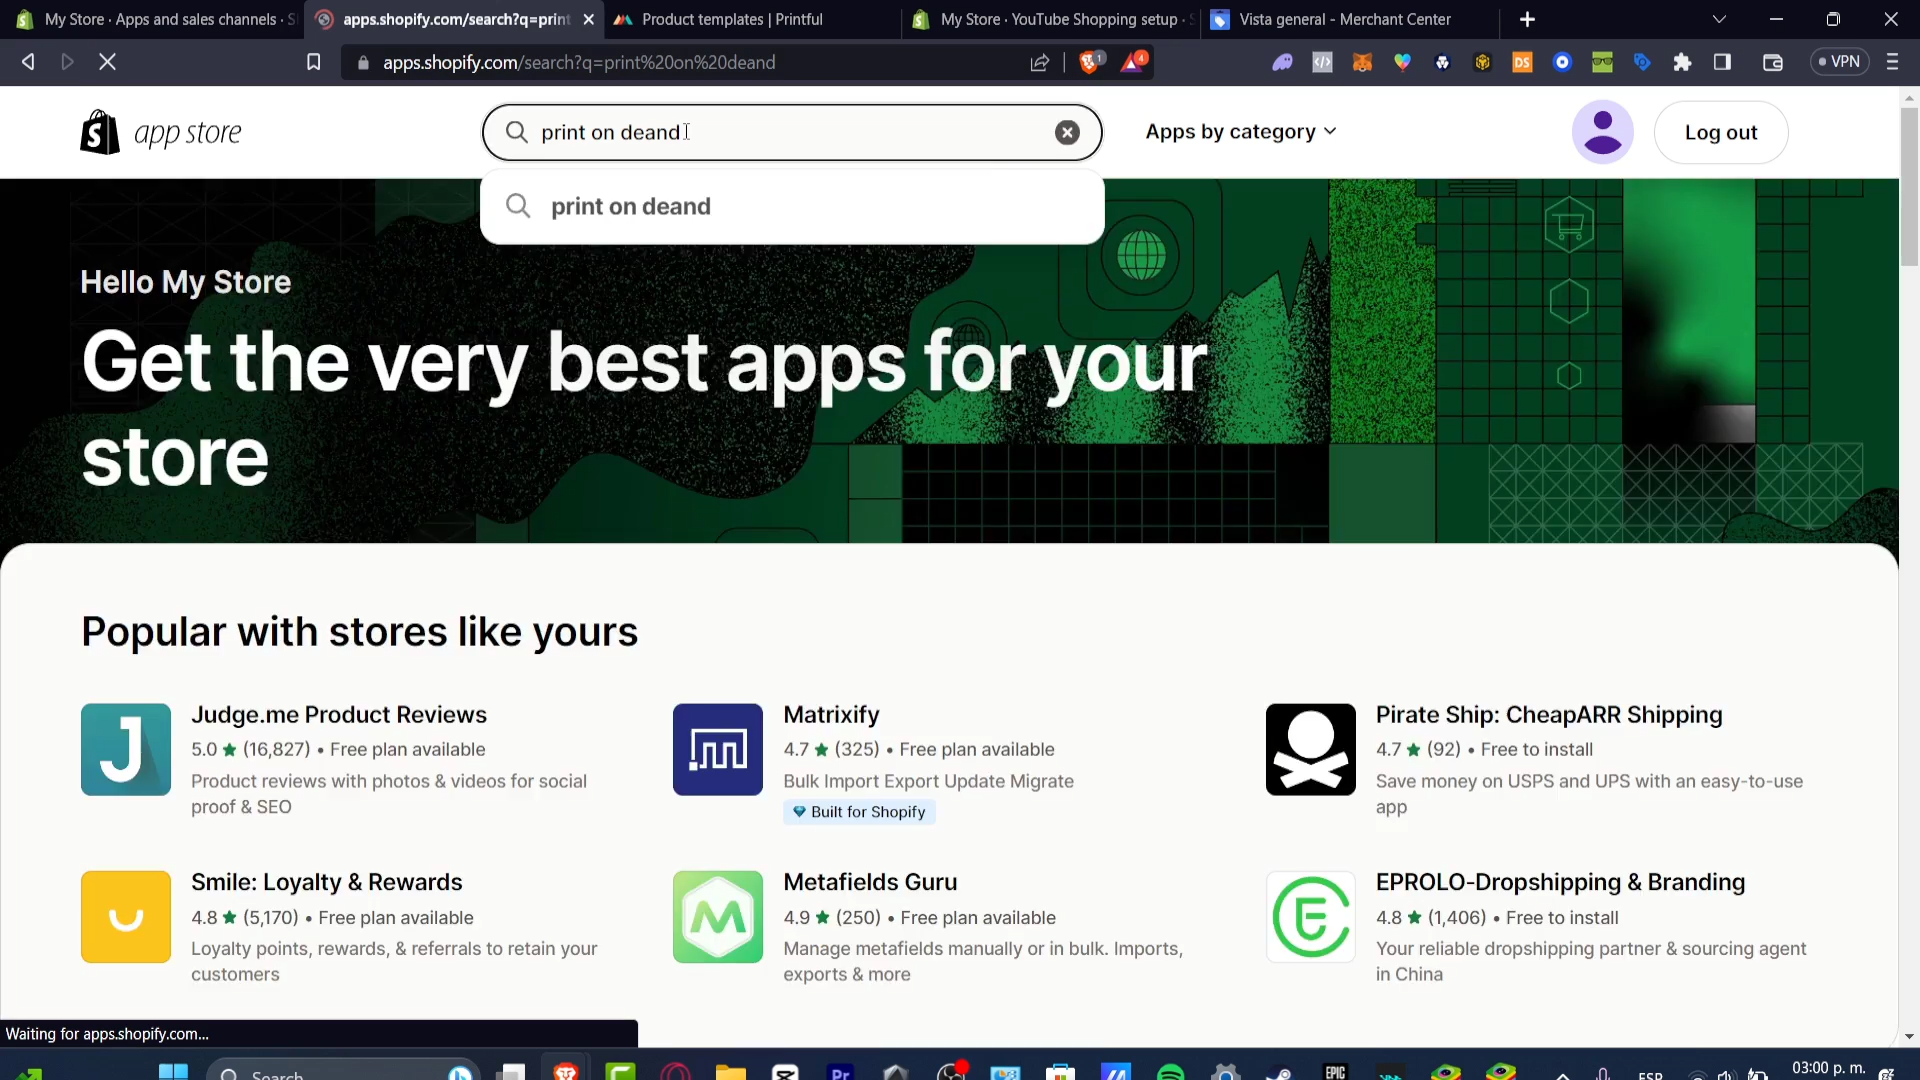 My Store · Apps and sales channels · S
apps.shopify.com/search?q=print
Product templates | Printful
My Store · YouTube Shopping setup · S
Vista general - Merchant Center
apps.shopify.com/search?q=print%20on%20deand
1
4
DS
VPN
app store
print on deand
Apps by category
Log out
print on deand
Hello My Store
Get the very best apps for your
store
Popular with stores like yours
Judge.me Product Reviews
5.0 ★ (16,827) • Free plan available
Product reviews with photos & videos for social
proof & SEO
Matrixify
4.7 ★ (325) • Free plan available
Bulk Import Export Update Migrate
Built for Shopify
Pirate Ship: CheapARR Shipping
4.7 ★ (92) • Free to install
Save money on USPS and UPS with an easy-to-use
app
Smile: Loyalty & Rewards
4.8 ★ (5,170) • Free plan available
Loyalty points, rewards, & referrals to retain your
customers
Metafields Guru
4.9 ★ (250) • Free plan available
Manage metafields manually or in bulk. Imports,
exports & more
EPROLO-Dropshipping & Branding
4.8 ★ (1,406) • Free to install
Your reliable dropshipping partner & sourcing agent
in China
Waiting for apps.shopify.com...
Search
Pr
EPIC
ESP
03:00 p. m.